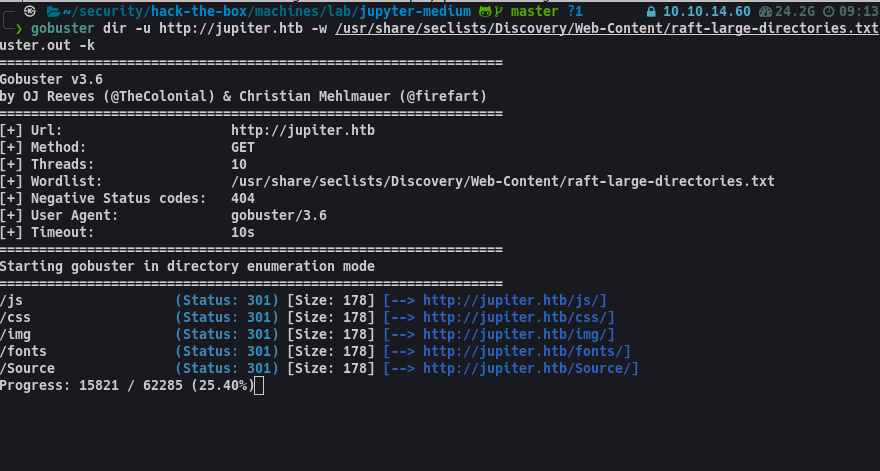 ~/security/hack-the-box/machines/lab/jupyter-medium master ?1 10.10.14.60 24.2G 09:13
❯ gobuster dir -u http://jupiter.htb -w /usr/share/seclists/Discovery/Web-Content/raft-large-directories.txt
uster.out -k
===============================================================
Gobuster v3.6
by OJ Reeves (@TheColonial) & Christian Mehlmauer (@firefart)
===============================================================
[+] Url:                     http://jupiter.htb
[+] Method:                  GET
[+] Threads:                 10
[+] Wordlist:                /usr/share/seclists/Discovery/Web-Content/raft-large-directories.txt
[+] Negative Status codes:   404
[+] User Agent:              gobuster/3.6
[+] Timeout:                 10s
===============================================================
Starting gobuster in directory enumeration mode
===============================================================
/js                   (Status: 301) [Size: 178] [--> http://jupiter.htb/js/]
/css                  (Status: 301) [Size: 178] [--> http://jupiter.htb/css/]
/img                  (Status: 301) [Size: 178] [--> http://jupiter.htb/img/]
/fonts                (Status: 301) [Size: 178] [--> http://jupiter.htb/fonts/]
/Source               (Status: 301) [Size: 178] [--> http://jupiter.htb/Source/]
Progress: 15821 / 62285 (25.40%)